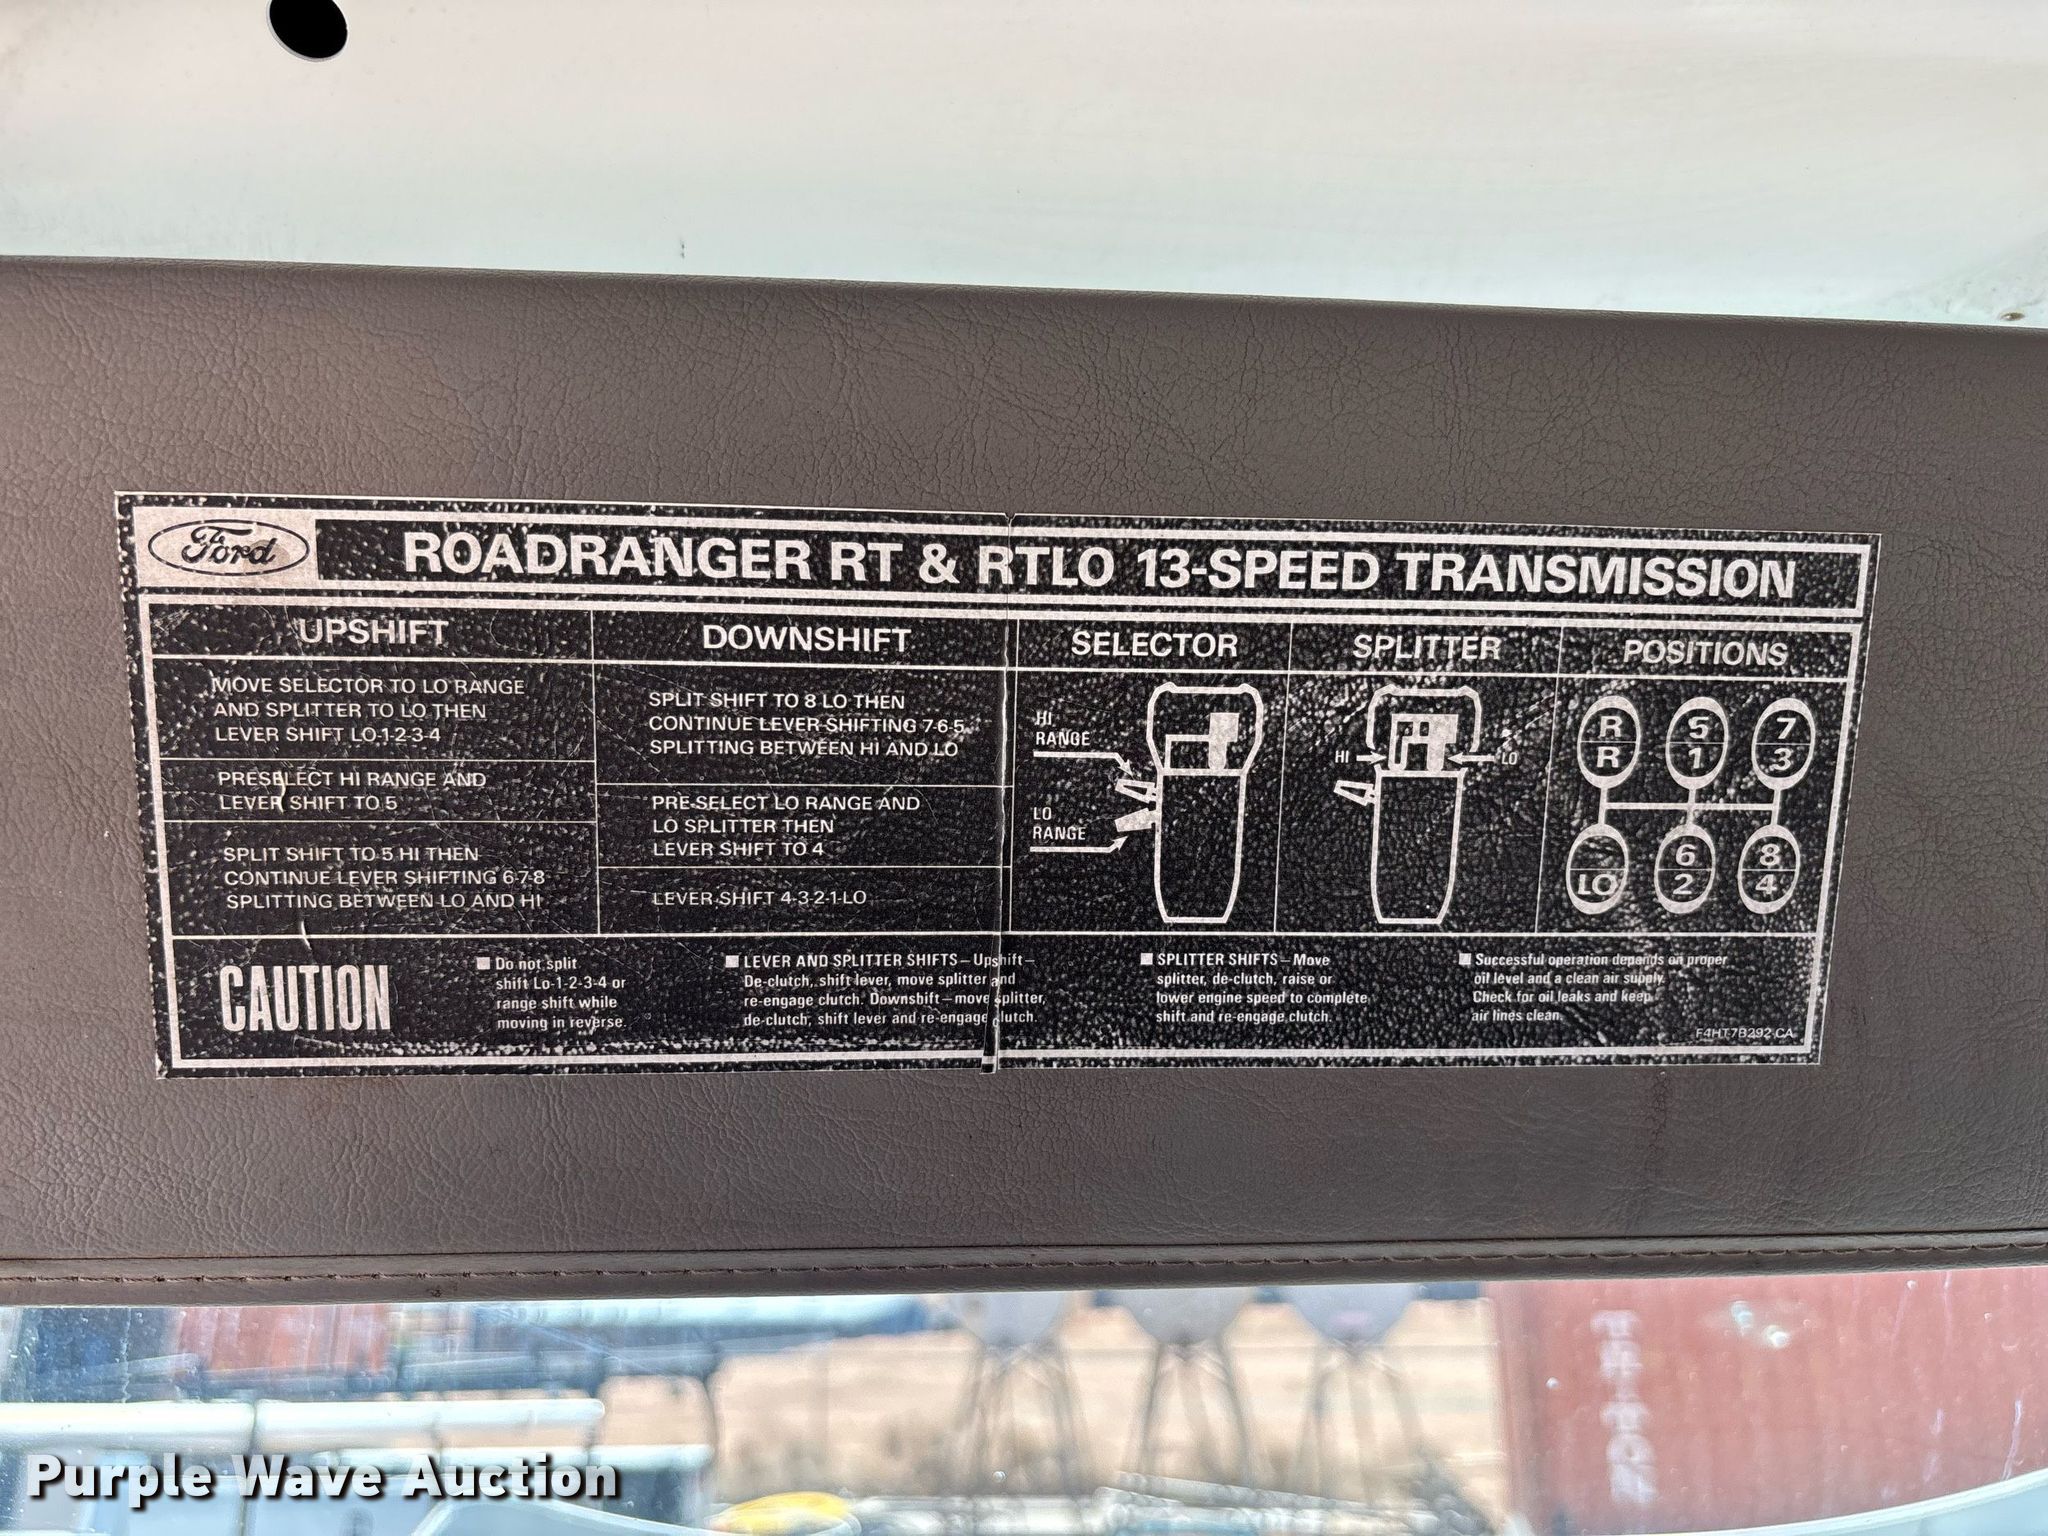 Ford
ROADRANGER RT & RTLO 13-SPEED TRANSMISSION
UPSHIFT
MOVE SELECTOR TO LO RANGE
AND SPLITTER TO LO THEN
LEVER SHIFT LO-1-2-3-4
PRESELECT HI RANGE AND
LEVER SHIFT TO 5
SPLIT SHIFT TO 5 HI THEN
CONTINUE LEVER SHIFTING 6-7-8
SPLITTING BETWEEN LO AND HI
DOWNSHIFT
SPLIT SHIFT TO 8 LO THEN
CONTINUE LEVER SHIFTING 7-6-5
SPLITTING BETWEEN HI AND LO
PRE-SELECT LO RANGE AND
LO SPLITTER THEN
LEVER SHIFT TO 4
LEVER SHIFT 4-3-2-1-LO
SELECTOR
HI
RANGE
LO
RANGE
SPLITTER
HI
LO
POSITIONS
R 5 7
R 1 3
6 8
LO 2 4
CAUTION
Do not split
shift Lo-1-2-3-4 or
range shift while
moving in reverse.
LEVER AND SPLITTER SHIFTS – Upshift –
De-clutch, shift lever, move splitter and
re-engage clutch. Downshift – move splitter,
de-clutch, shift lever and re-engage clutch.
SPLITTER SHIFTS – Move
splitter, de-clutch, raise or
lower engine speed to complete
shift and re-engage clutch.
Successful operation depends on proper
oil level and a clean air supply.
Check for oil leaks and keep
air lines clean.
F4HT-7B292-CA
Purple Wave Auction